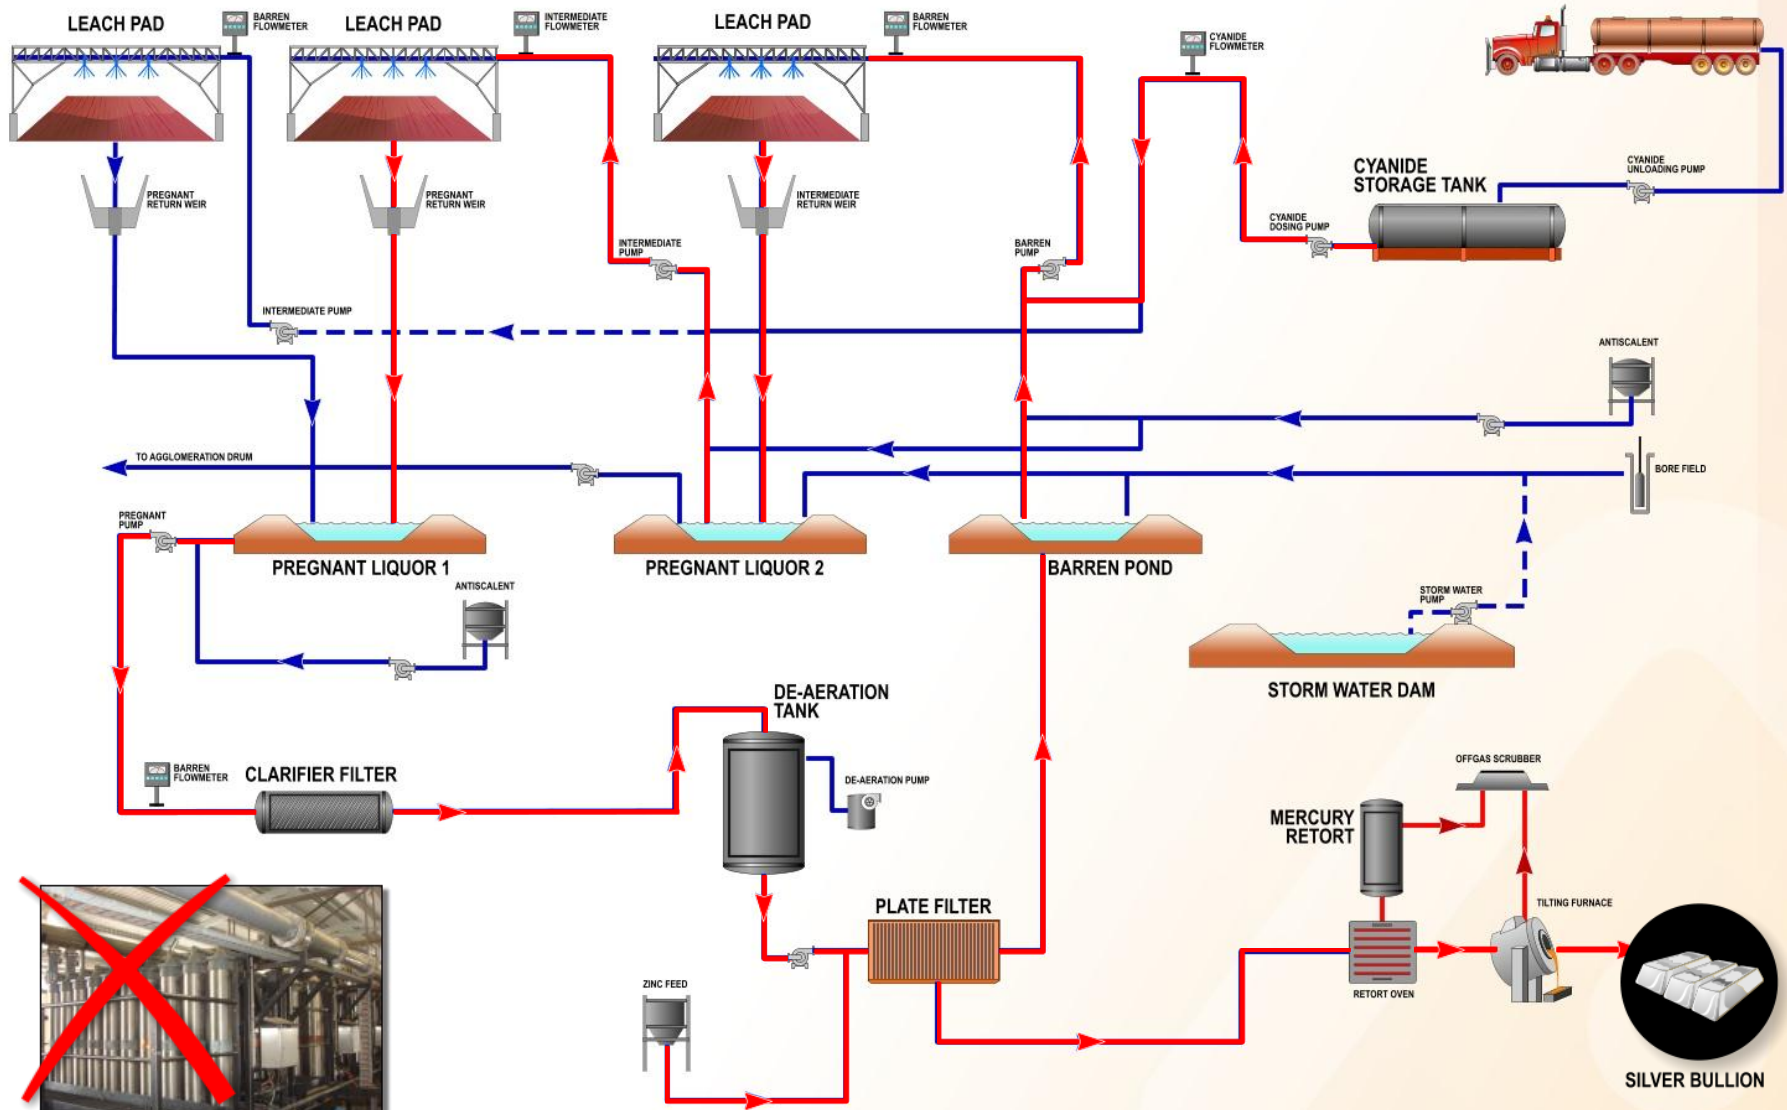 LEACH PAD
BARREN
FLOWMETER
LEACH PAD
INTERMEDIATE
FLOWMETER
LEACH PAD
BARREN
FLOWMETER
CYANIDE
FLOWMETER
CYANIDE
STORAGE TANK
CYANIDE
UNLOADING PUMP
PREGNANT
RETURN WEIR
PREGNANT
RETURN WEIR
INTERMEDIATE
RETURN WEIR
CYANIDE
DOSING PUMP
INTERMEDIATE
PUMP
BARREN
PUMP
INTERMEDIATE PUMP
ANTISCALENT
TO AGGLOMERATION DRUM
BORE FIELD
PREGNANT
PUMP
PREGNANT LIQUOR 1
PREGNANT LIQUOR 2
BARREN POND
ANTISCALENT
STORM WATER
PUMP
STORM WATER DAM
DE-AERATION
TANK
BARREN
FLOWMETER
CLARIFIER FILTER
DE-AERATION PUMP
OFFGAS SCRUBBER
MERCURY
RETORT
PLATE FILTER
TILTING FURNACE
ZINC FEED
RETORT OVEN
SILVER BULLION